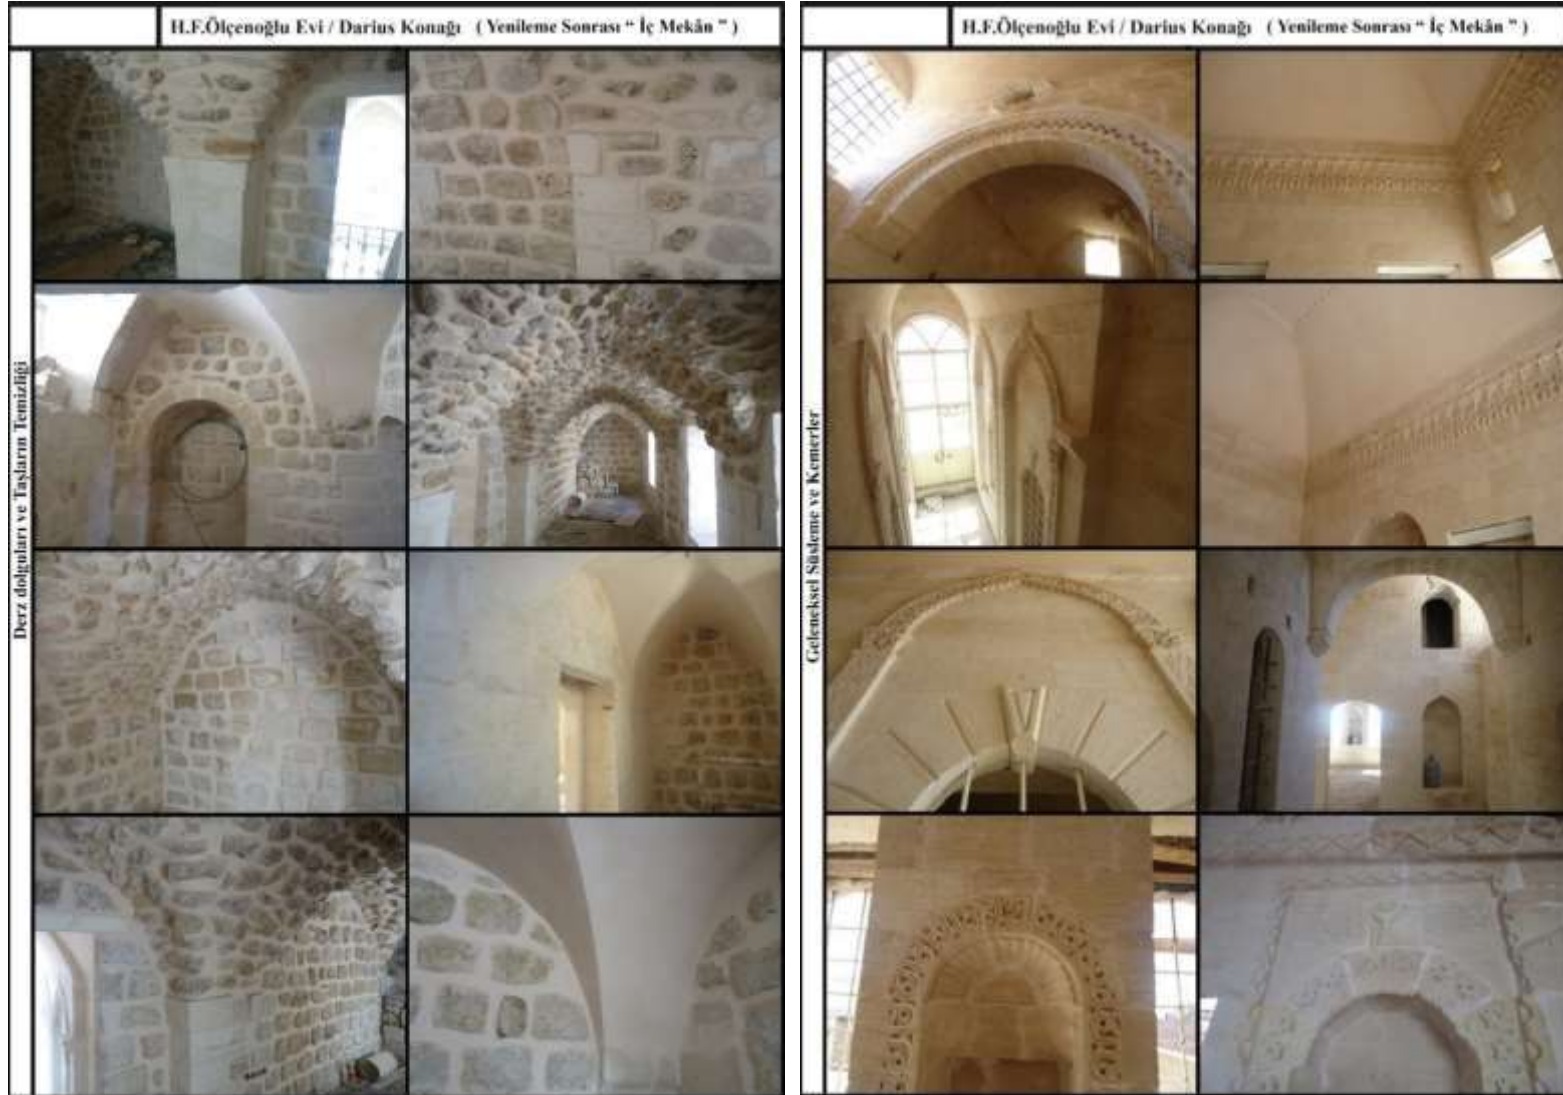 H.F.Ölçenoğlu Evi / Darius Konağı ( Yenileme Sonrası “ İç Mekân ” )
Derz dolguları ve Taşların Temizliği
H.F.Ölçenoğlu Evi / Darius Konağı ( Yenileme Sonrası “ İç Mekân ” )
Geleneksel Süsleme ve Kemerler